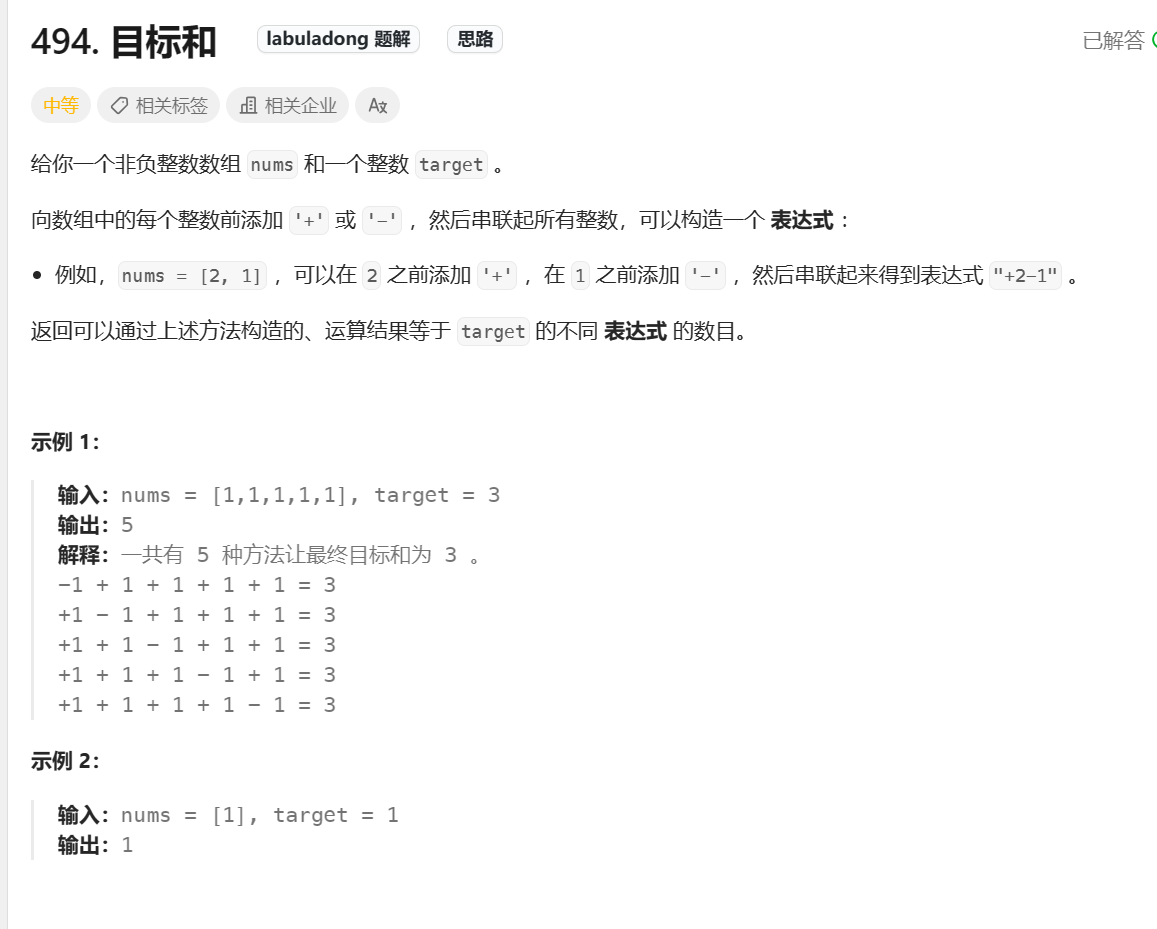 494. 目标和 labuladong 题解 思路 已解答
中等 相关标签 相关企业 A文
给你一个非负整数数组 nums 和一个整数 target 。
向数组中的每个整数前添加 '+' 或 '-' ，然后串联起所有整数，可以构造一个 表达式 ：
• 例如，nums = [2, 1] ，可以在 2 之前添加 '+' ，在 1 之前添加 '-' ，然后串联起来得到表达式 "+2-1" 。
返回可以通过上述方法构造的、运算结果等于 target 的不同 表达式 的数目。
示例 1：
输入：nums = [1,1,1,1,1], target = 3
输出：5
解释：一共有 5 种方法让最终目标和为 3 。
-1 + 1 + 1 + 1 + 1 = 3
+1 - 1 + 1 + 1 + 1 = 3
+1 + 1 - 1 + 1 + 1 = 3
+1 + 1 + 1 - 1 + 1 = 3
+1 + 1 + 1 + 1 - 1 = 3
示例 2：
输入：nums = [1], target = 1
输出：1